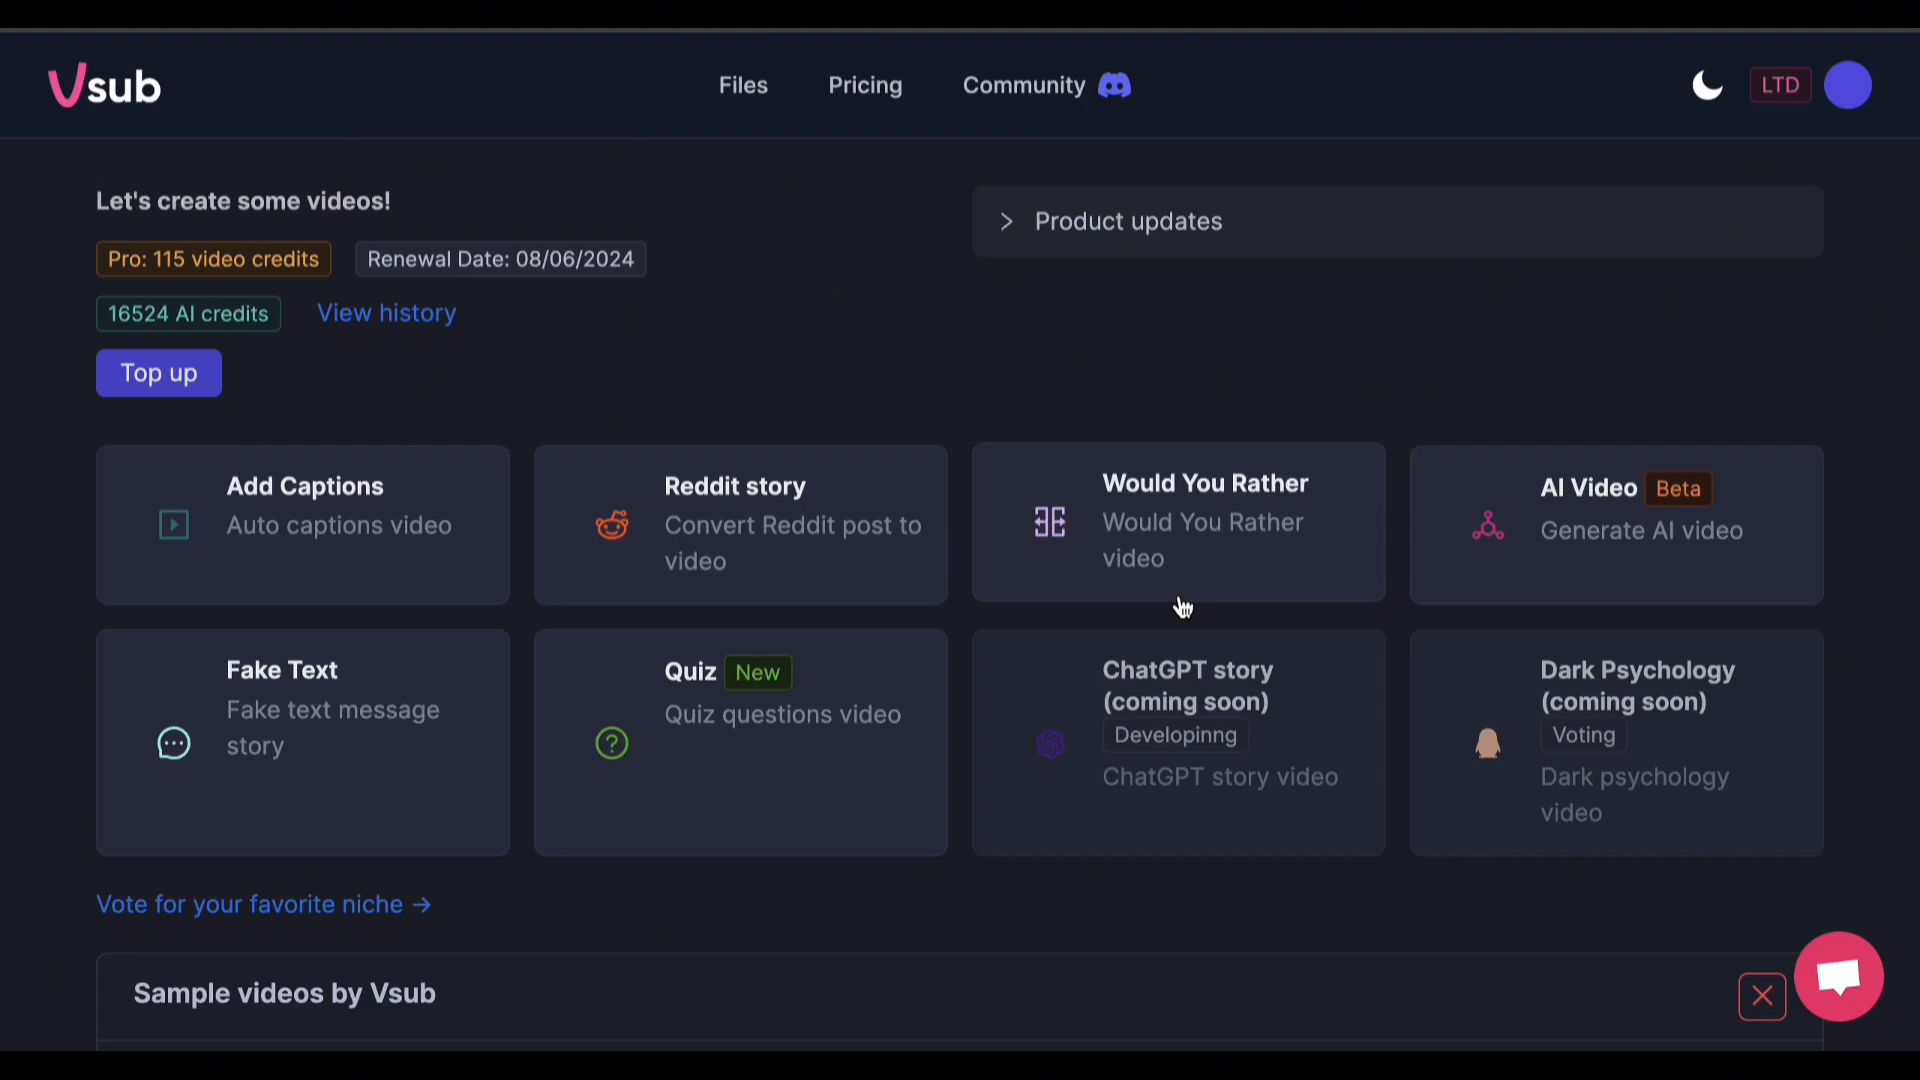 Vsub
Files
Pricing
Community
LTD
Let's create some videos!
Product updates
Pro: 115 video credits
Renewal Date: 08/06/2024
16524 AI credits
View history
Top up
Add Captions
Auto captions video
Reddit story
Convert Reddit post to
video
Would You Rather
Would You Rather
video
AI Video Beta
Generate AI video
Fake Text
Fake text message
story
Quiz New
Quiz questions video
ChatGPT story
(coming soon)
Developinng
ChatGPT story video
Dark Psychology
(coming soon)
Voting
Dark psychology
video
Vote for your favorite niche →
Sample videos by Vsub